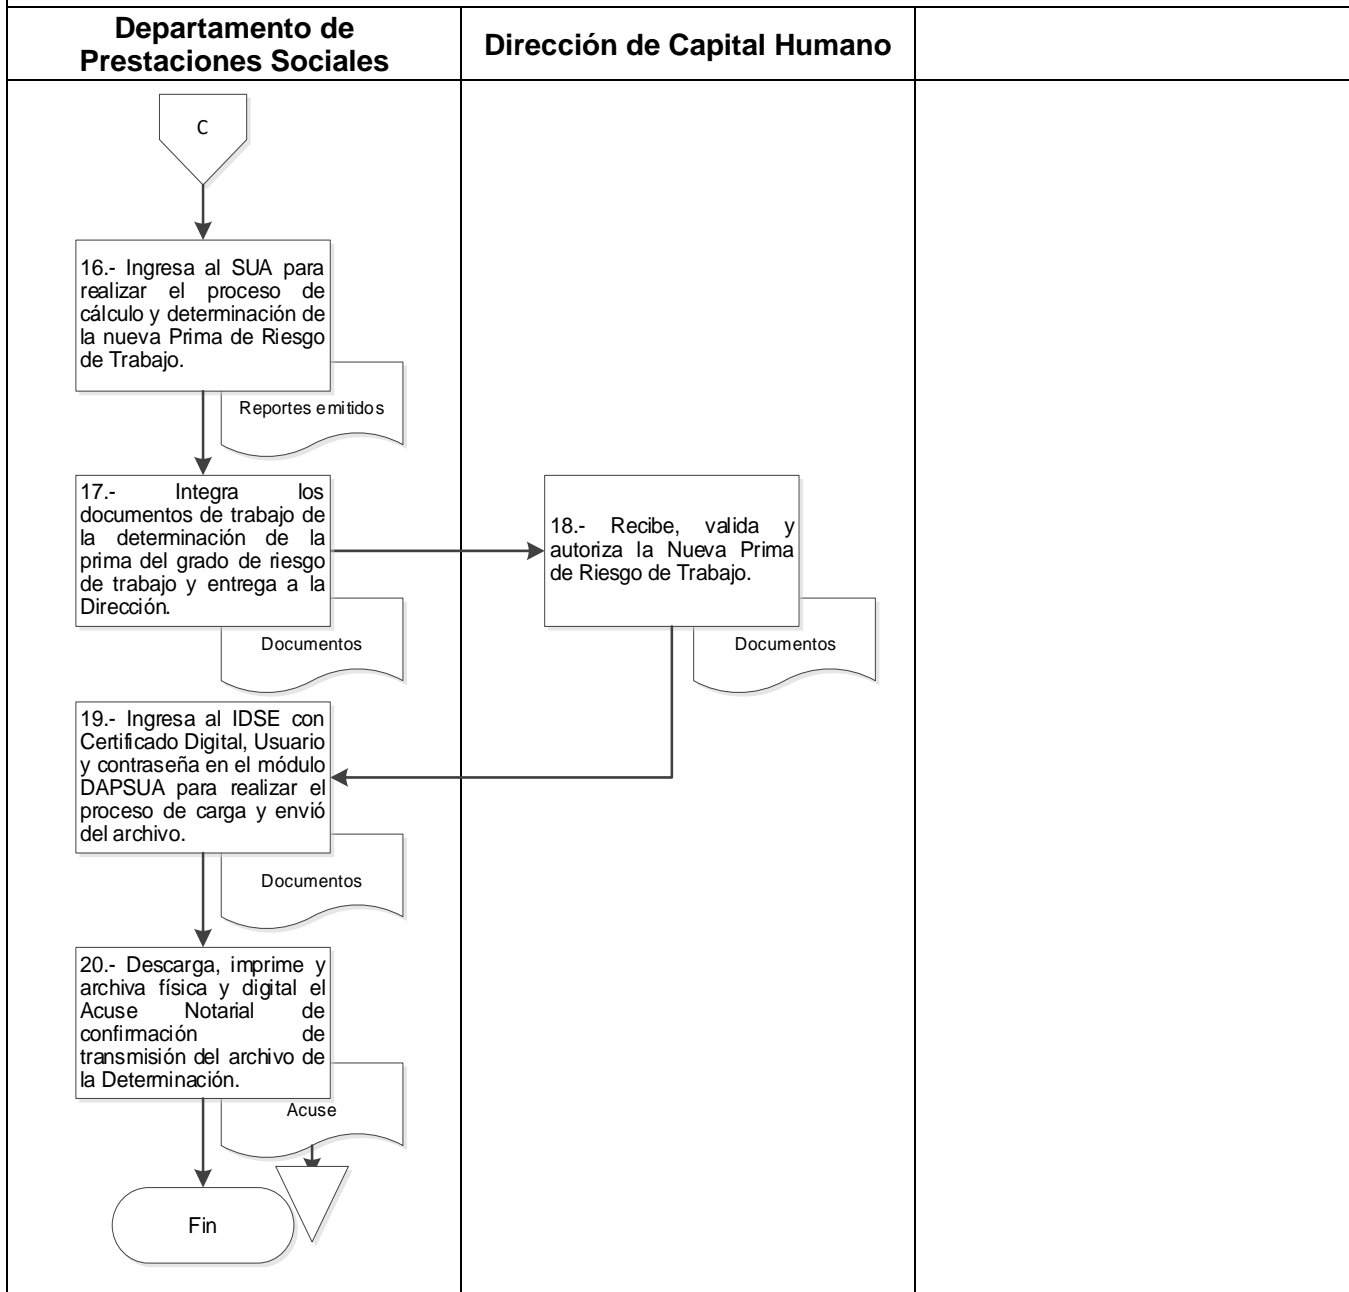 Departamento de
Prestaciones Sociales
Dirección de Capital Humano
C
16.- Ingresa al SUA para
realizar el proceso de
cálculo y determinación de
la nueva Prima de Riesgo
de Trabajo.
Reportes emitidos
17.- Integra los
documentos de trabajo de
la determinación de la
prima del grado de riesgo
de trabajo y entrega a la
Dirección.
Documentos
18.- Recibe, valida y
autoriza la Nueva Prima
de Riesgo de Trabajo.
Documentos
19.- Ingresa al IDSE con
Certificado Digital, Usuario
y contraseña en el módulo
DAPSUA para realizar el
proceso de carga y envió
del archivo.
Documentos
20.- Descarga, imprime y
archiva física y digital el
Acuse Notarial de
confirmación de
transmisión del archivo de
la Determinación.
Acuse
Fin